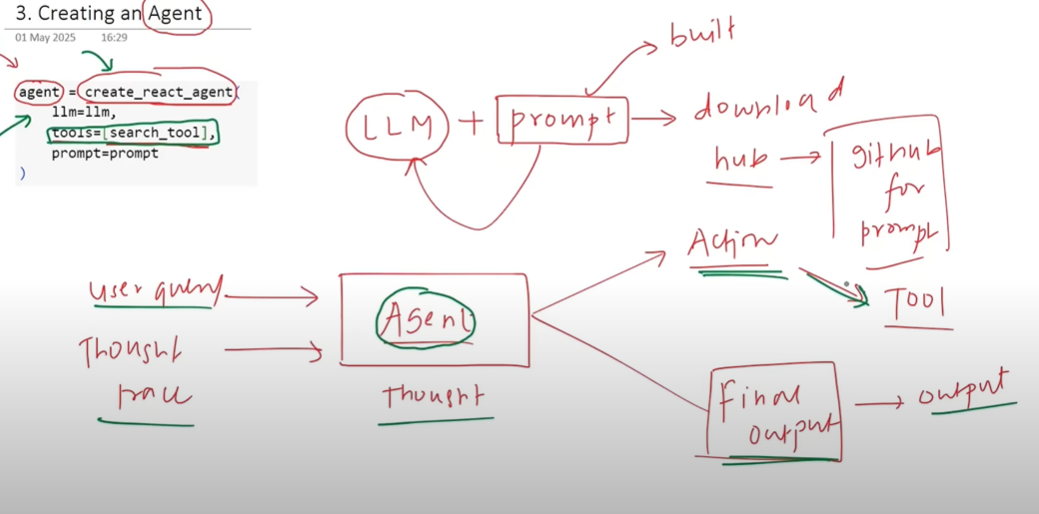 3. Creating an Agent
01 May 2025 16:29
agent = create_react_agent(
llm=llm,
tools=[search_tool],
prompt=prompt
)
LLM + prompt
built
download
hub
github
for
prompt
user query
Thought
trace
Agent
Thought
Action
Tool
Final
output
output